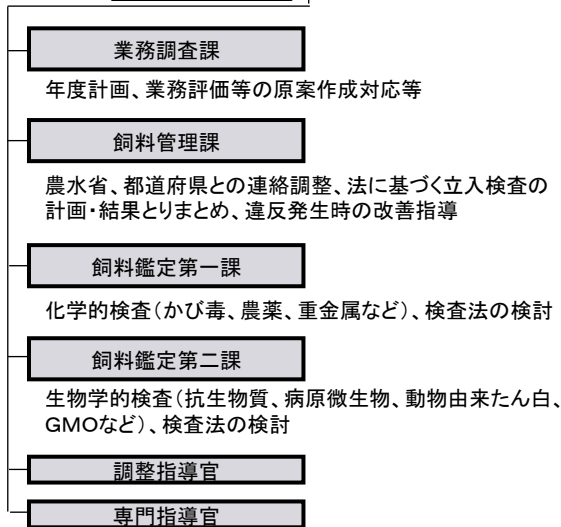 業務調査課
年度計画、業務評価等の原案作成対応等
飼料管理課
農水省、都道府県との連絡調整、法に基づく立入検査の
計画・結果とりまとめ、違反発生時の改善指導
飼料鑑定第一課
化学的検査(かび毒、農薬、重金属など)、検査法の検討
飼料鑑定第二課
生物学的検査(抗生物質、病原微生物、動物由来たん白、
GMOなど)、検査法の検討
調整指導官
専門指導官